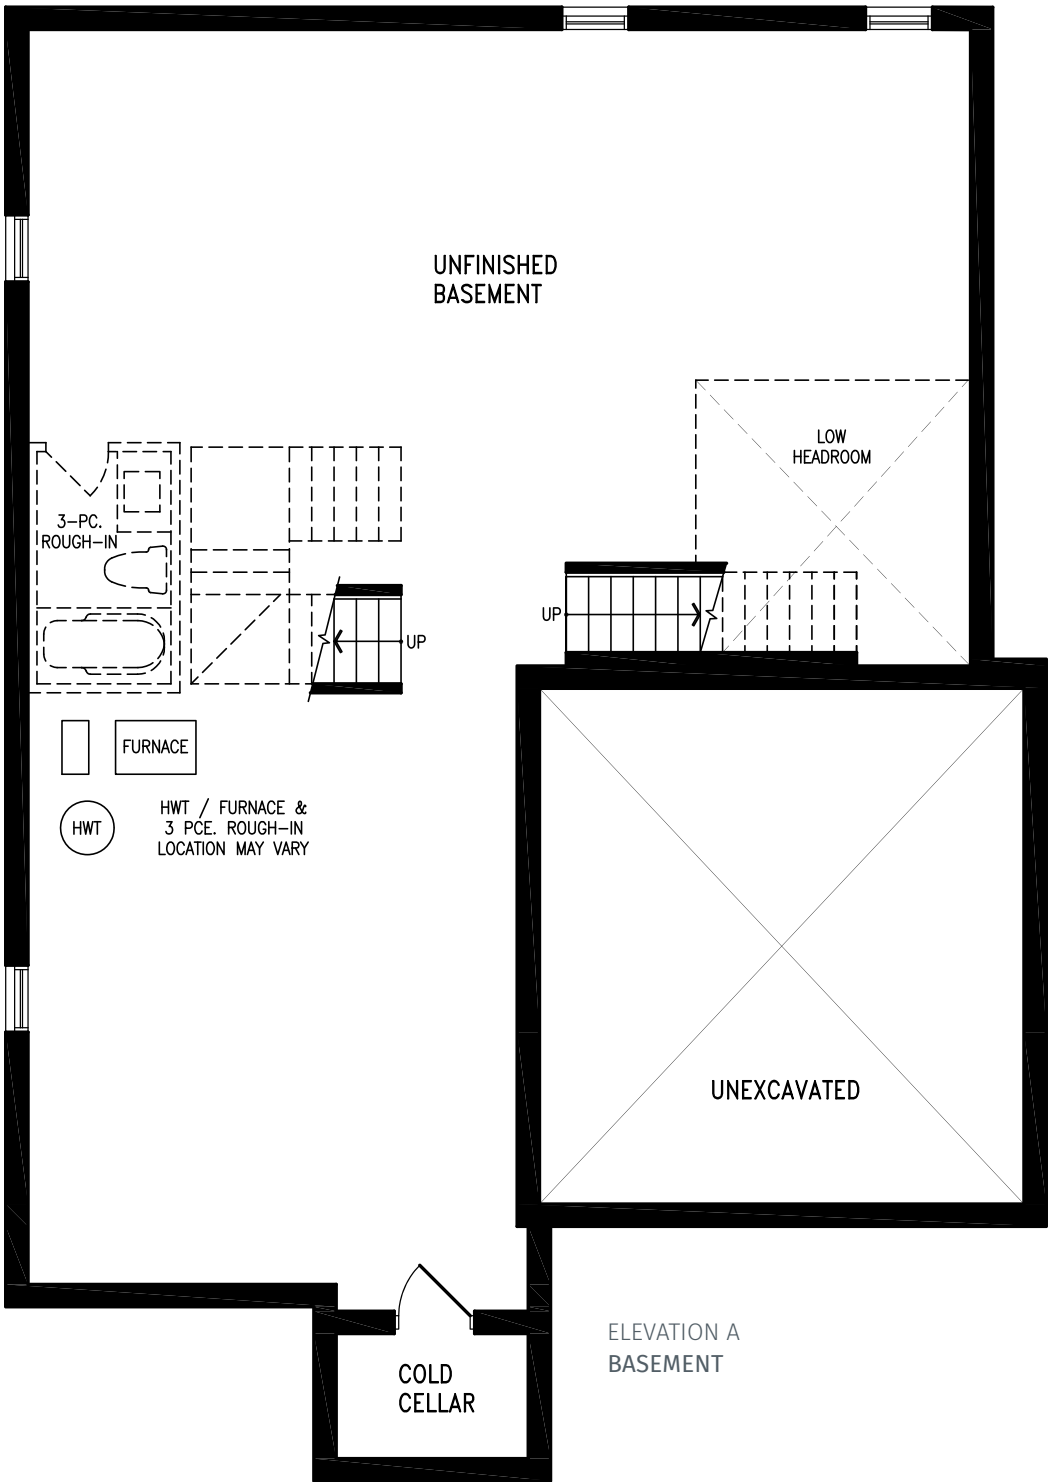 UNFINISHED
BASEMENT
LOW
HEADROOM
3-PC.
ROUGH-IN
UP
UP
FURNACE
HWT
HWT / FURNACE &
3 PCE. ROUGH-IN
LOCATION MAY VARY
UNEXCAVATED
COLD
CELLAR
ELEVATION A
BASEMENT